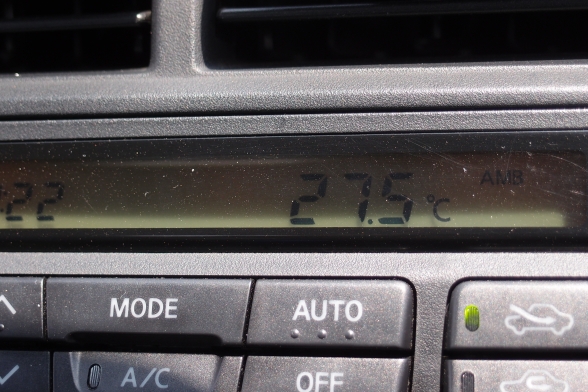 AMB
:22 27.5 °C
MODE AUTO
A/C OFF